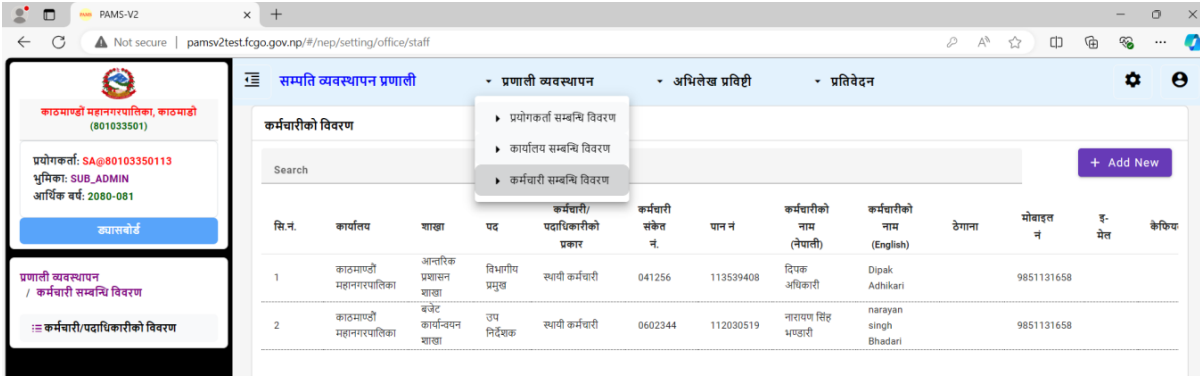 PAMS-V2
Not secure | pamsv2test.fcgo.gov.np/#/nep/setting/office/staff
काठमाण्डौं महानगरपालिका, काठमाडौ
(801033501)
प्रयोगकर्ता: SA@80103350113
भुमिका: SUB_ADMIN
आर्थिक बर्ष: 2080-081
ड्यासबोर्ड
प्रणाली व्यवस्थापन
/ कर्मचारी सम्बन्धि विवरण
कर्मचारी/पदाधिकारीको विवरण
सम्पति व्यवस्थापन प्रणाली
प्रणाली व्यवस्थापन
अभिलेख प्रविष्टी
प्रतिवेदन
प्रयोगकर्ता सम्बन्धि विवरण
कार्यालय सम्बन्धि विवरण
कर्मचारी सम्बन्धि विवरण
कर्मचारीको विवरण
Search
+ Add New
सि.नं. कार्यालय शाखा पद कर्मचारी/ पदाधिकारीको प्रकार कर्मचारी संकेत नं. पान नं कर्मचारीको नाम (नेपाली) कर्मचारीको नाम (English) ठेगाना मोबाइल नं इ-मेल
1 काठमाण्डौं महानगरपालिका आन्तरिक प्रशासन शाखा विभागीय प्रमुख स्थायी कर्मचारी 041256 113539408 दिपक अधिकारी Dipak Adhikari 9851131658
2 काठमाण्डौं महानगरपालिका बजेट कार्यान्वयन शाखा उप निर्देशक स्थायी कर्मचारी 0602344 112030519 नारायण सिंह भण्डारी narayan singh Bhadari 9851131658